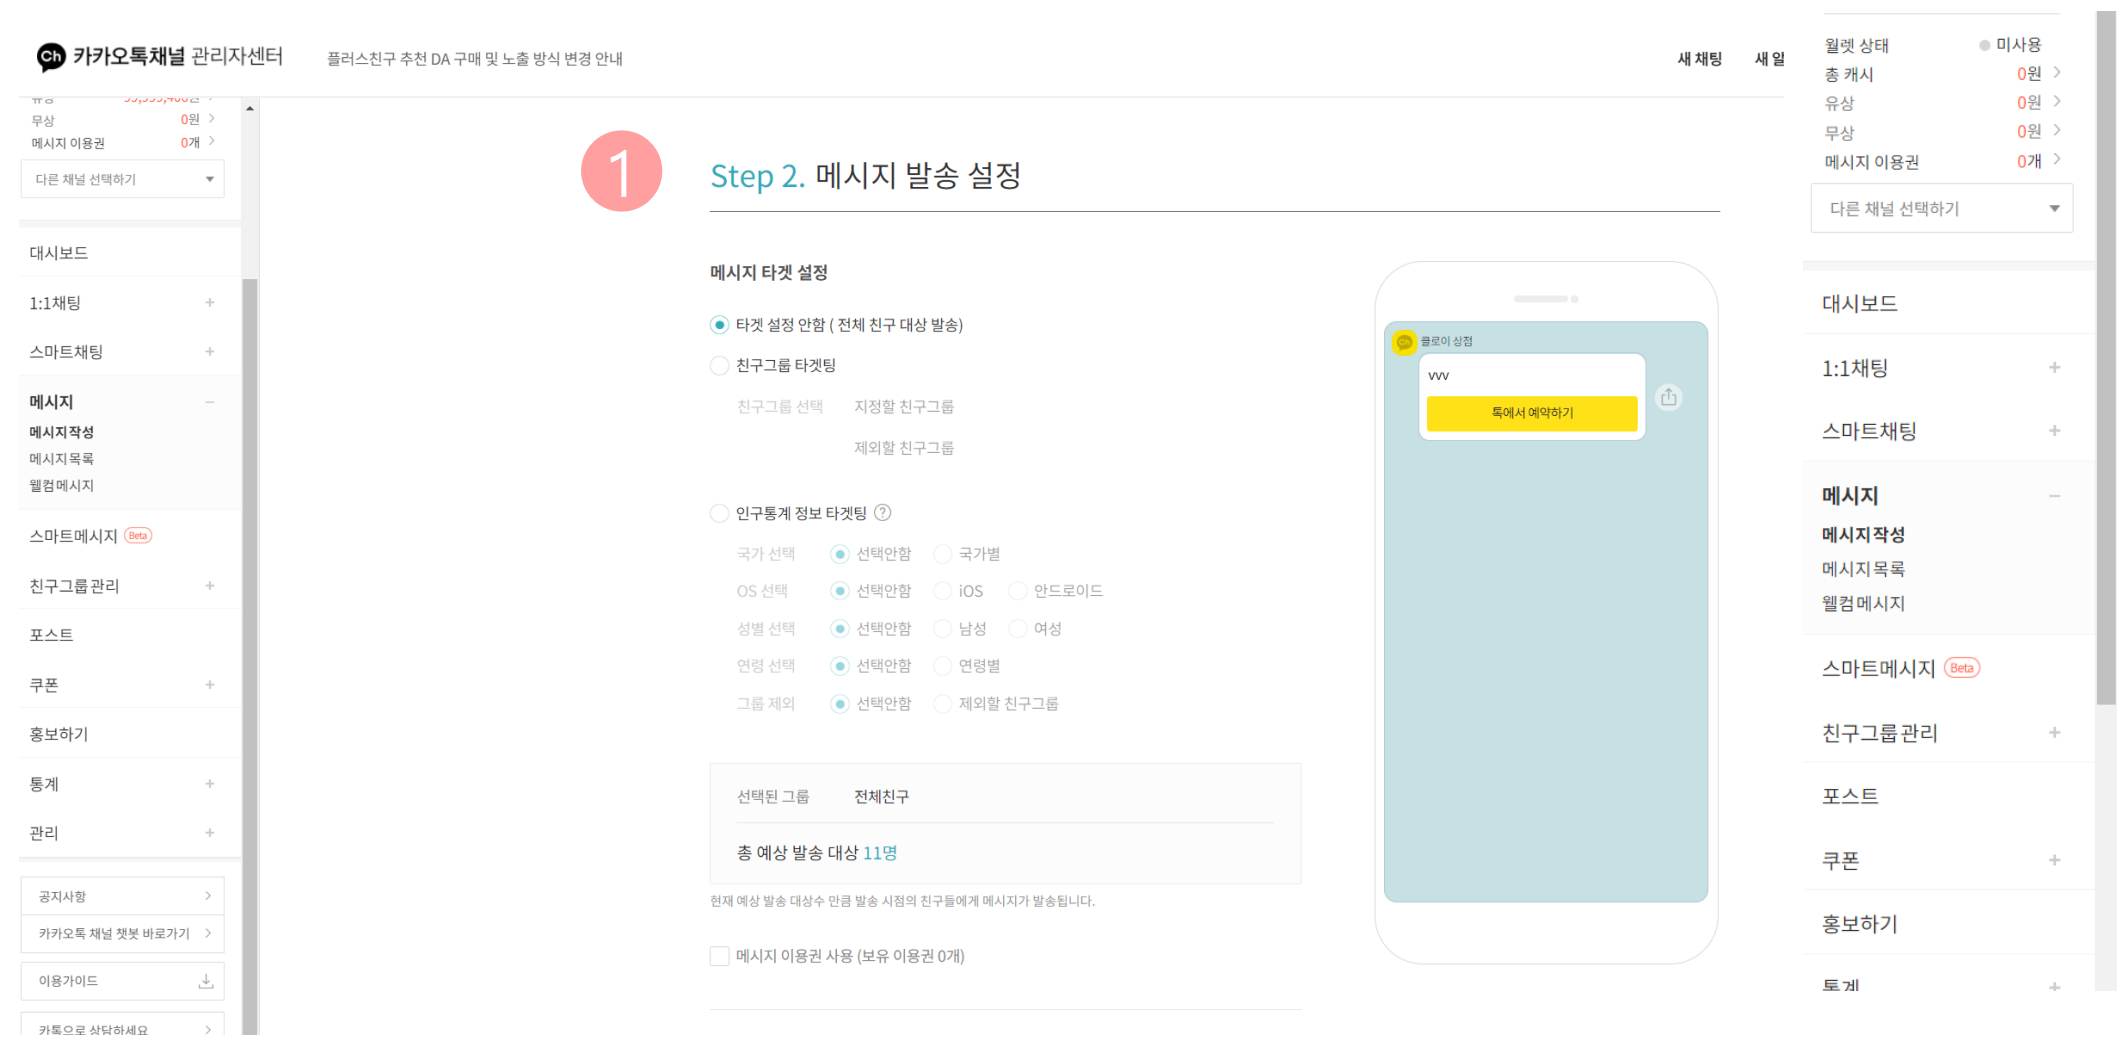 Ch 카카오톡채널 관리자센터
플러스친구 추천 DA 구매 및 노출 방식 변경 안내
새 채팅
새 알
무상 0원
메시지 이용권 0개
다른 채널 선택하기
대시보드
1:1채팅
스마트채팅
메시지
메시지작성
메시지목록
웰컴메시지
스마트메시지 Beta
친구그룹관리
포스트
쿠폰
홍보하기
통계
관리
공지사항
카카오톡 채널 챗봇 바로가기
이용가이드
카톡으로 상담하세요
1
Step 2. 메시지 발송 설정
메시지 타겟 설정
타겟 설정 안함 ( 전체 친구 대상 발송)
친구그룹 타겟팅
친구그룹 선택 지정할 친구그룹
제외할 친구그룹
인구통계 정보 타겟팅 ?
국가 선택 선택안함 국가별
OS 선택 선택안함 iOS 안드로이드
성별 선택 선택안함 남성 여성
연령 선택 선택안함 연령별
그룹 제외 선택안함 제외할 친구그룹
선택된 그룹 전체친구
총 예상 발송 대상 11명
현재 예상 발송 대상수 만큼 발송 시점의 친구들에게 메시지가 발송됩니다.
메시지 이용권 사용 (보유 이용권 0개)
Ch 클로이 상점
vvv
톡에서 예약하기
월렛 상태 미사용
총 캐시 0원
유상 0원
무상 0원
메시지 이용권 0개
다른 채널 선택하기
대시보드
1:1채팅
스마트채팅
메시지
메시지작성
메시지목록
웰컴메시지
스마트메시지 Beta
친구그룹관리
포스트
쿠폰
홍보하기
통계